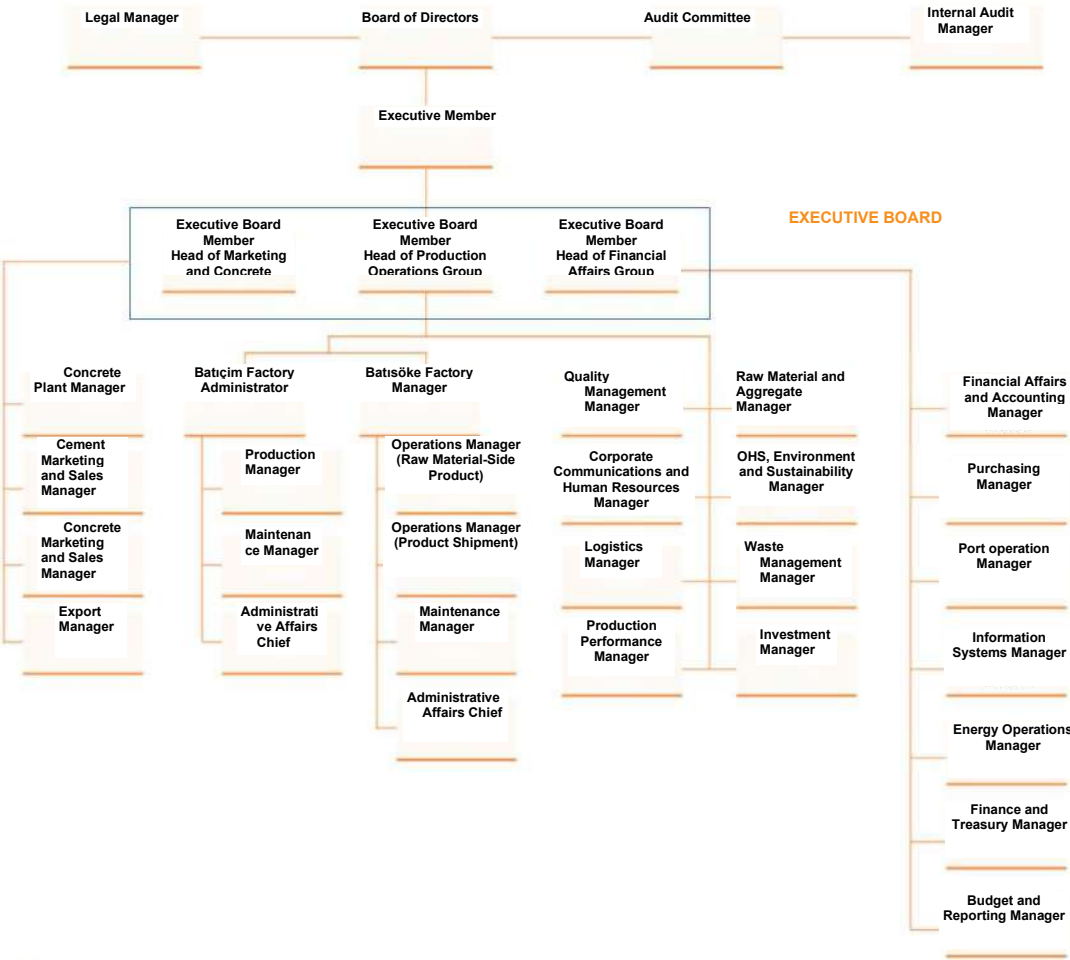 Legal Manager
Board of Directors
Audit Committee
Internal Audit
Manager
Executive Member
EXECUTIVE BOARD
Executive Board
Member
Head of Marketing
and Concrete
Executive Board
Member
Head of Production
Operations Group
Executive Board
Member
Head of Financial
Affairs Group
Concrete
Plant Manager
Cement
Marketing
and Sales
Manager
Concrete
Marketing
and Sales
Manager
Export
Manager
Batıçim Factory
Administrator
Production
Manager
Maintenan
ce Manager
Administrati
ve Affairs
Chief
Batısöke Factory
Manager
Operations Manager
(Raw Material-Side
Product)
Operations Manager
(Product Shipment)
Maintenance
Manager
Administrative
Affairs Chief
Quality
Management
Manager
Corporate
Communications and
Human Resources
Manager
Logistics
Manager
Production
Performance
Manager
Raw Material and
Aggregate
Manager
OHS, Environment
and Sustainability
Manager
Waste
Management
Manager
Investment
Manager
Financial Affairs
and Accounting
Manager
Purchasing
Manager
Port operation
Manager
Information
Systems Manager
Energy Operations
Manager
Finance and
Treasury Manager
Budget and
Reporting Manager